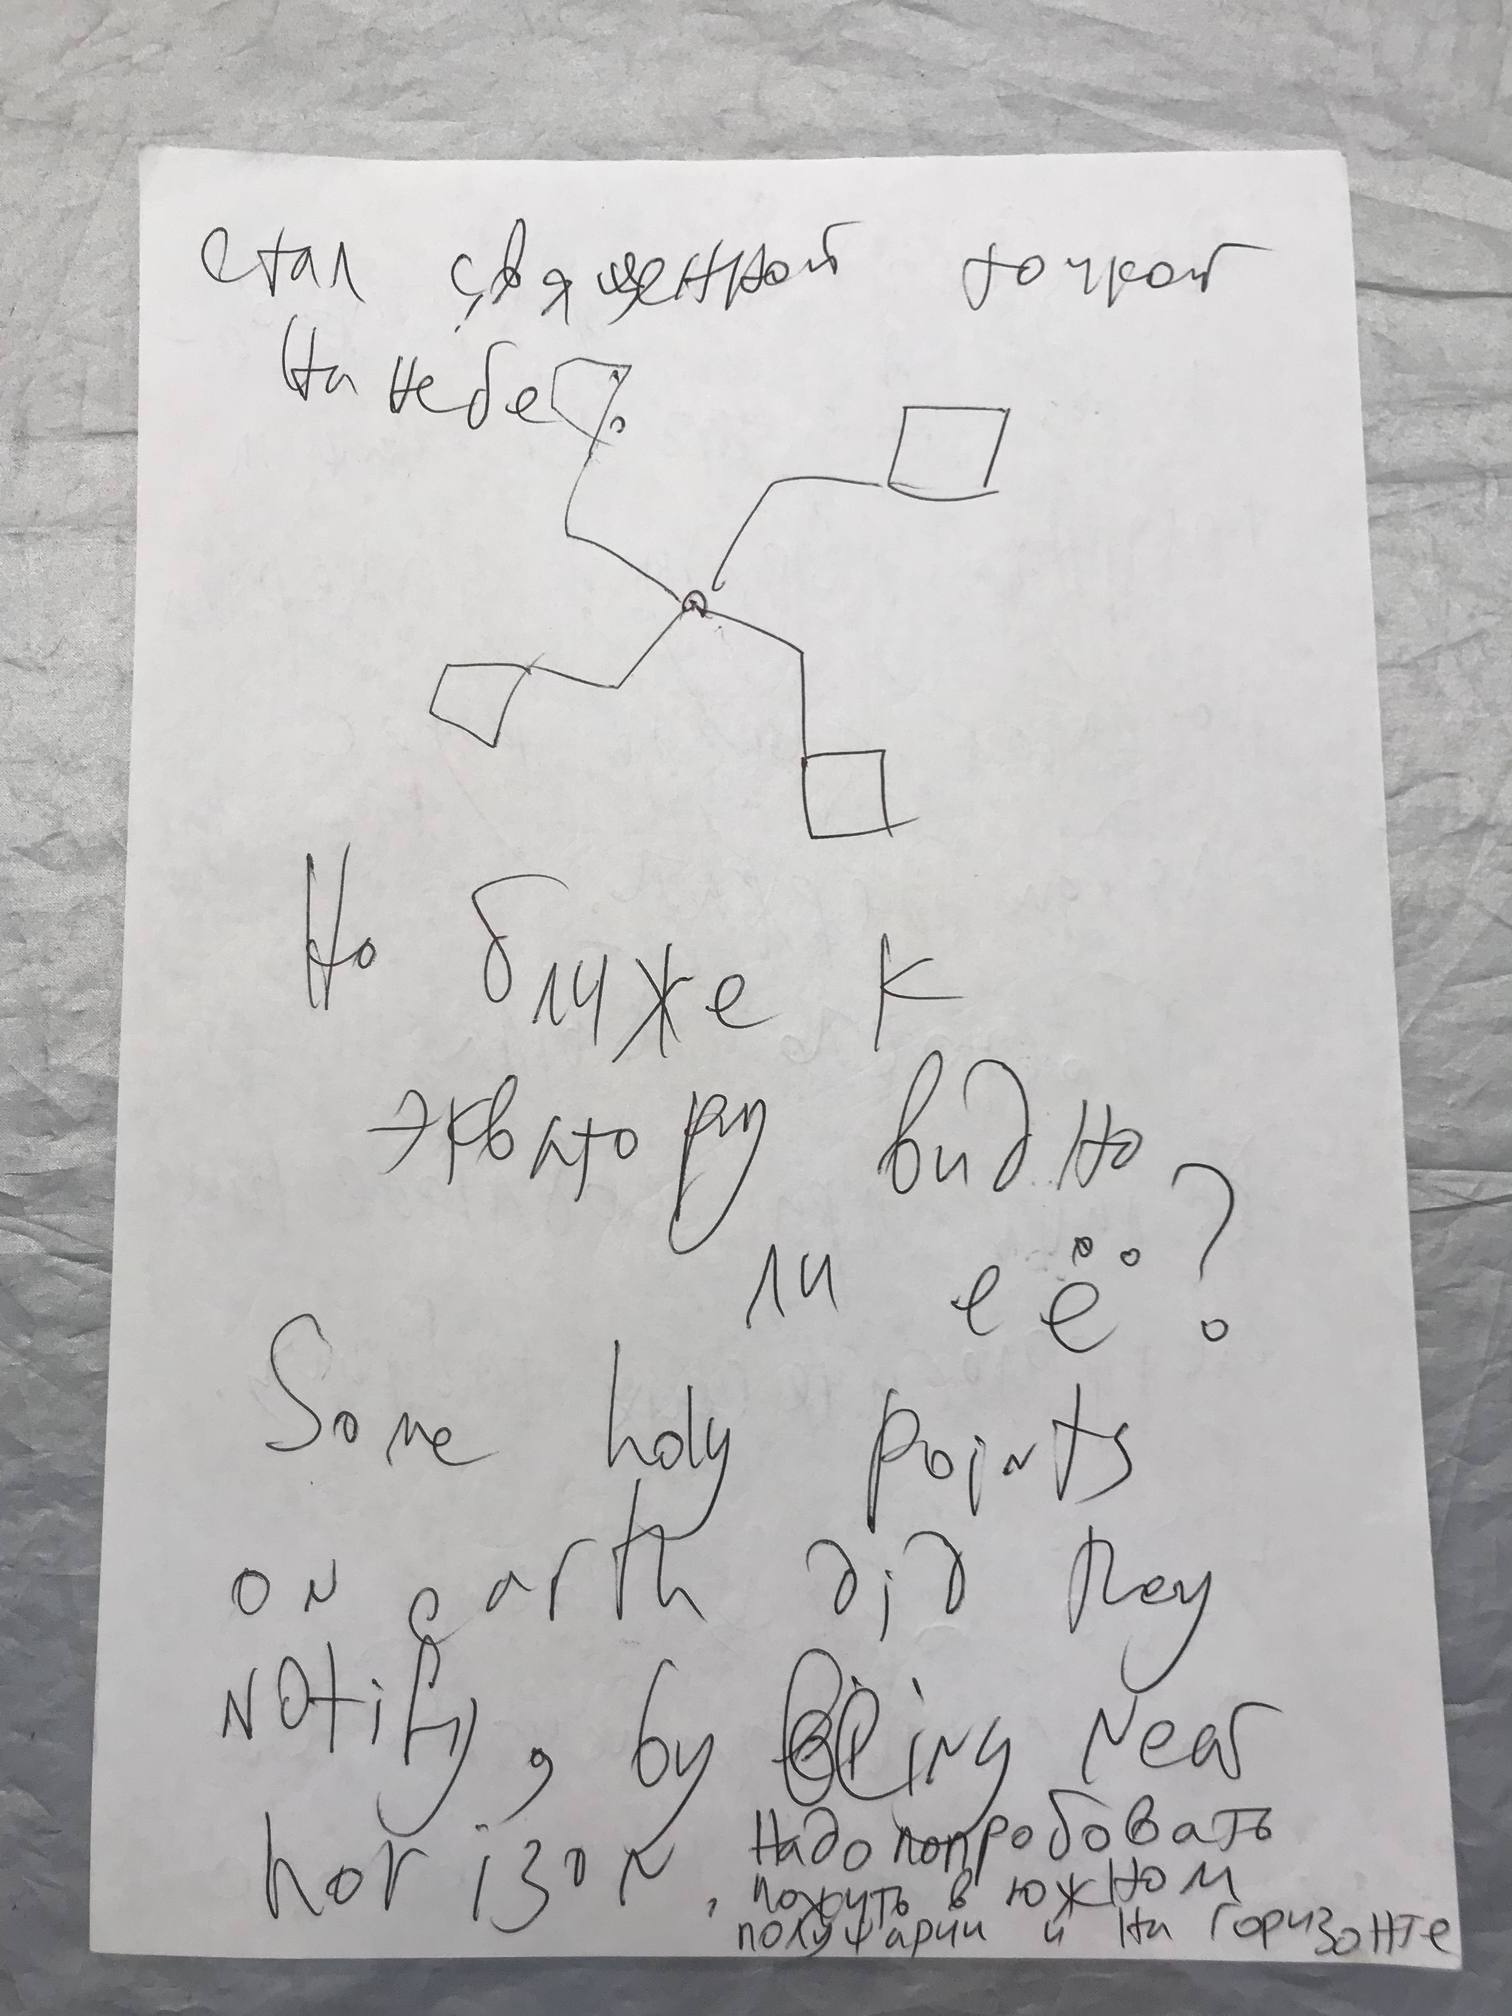 стал священной точкой
на небе
Но ближе к
экватору видно
ли её?
Some holy points
on earth did they
notify, by being near
horizon,
Надо попробовать
пожить в южном
полушарии и на горизонте